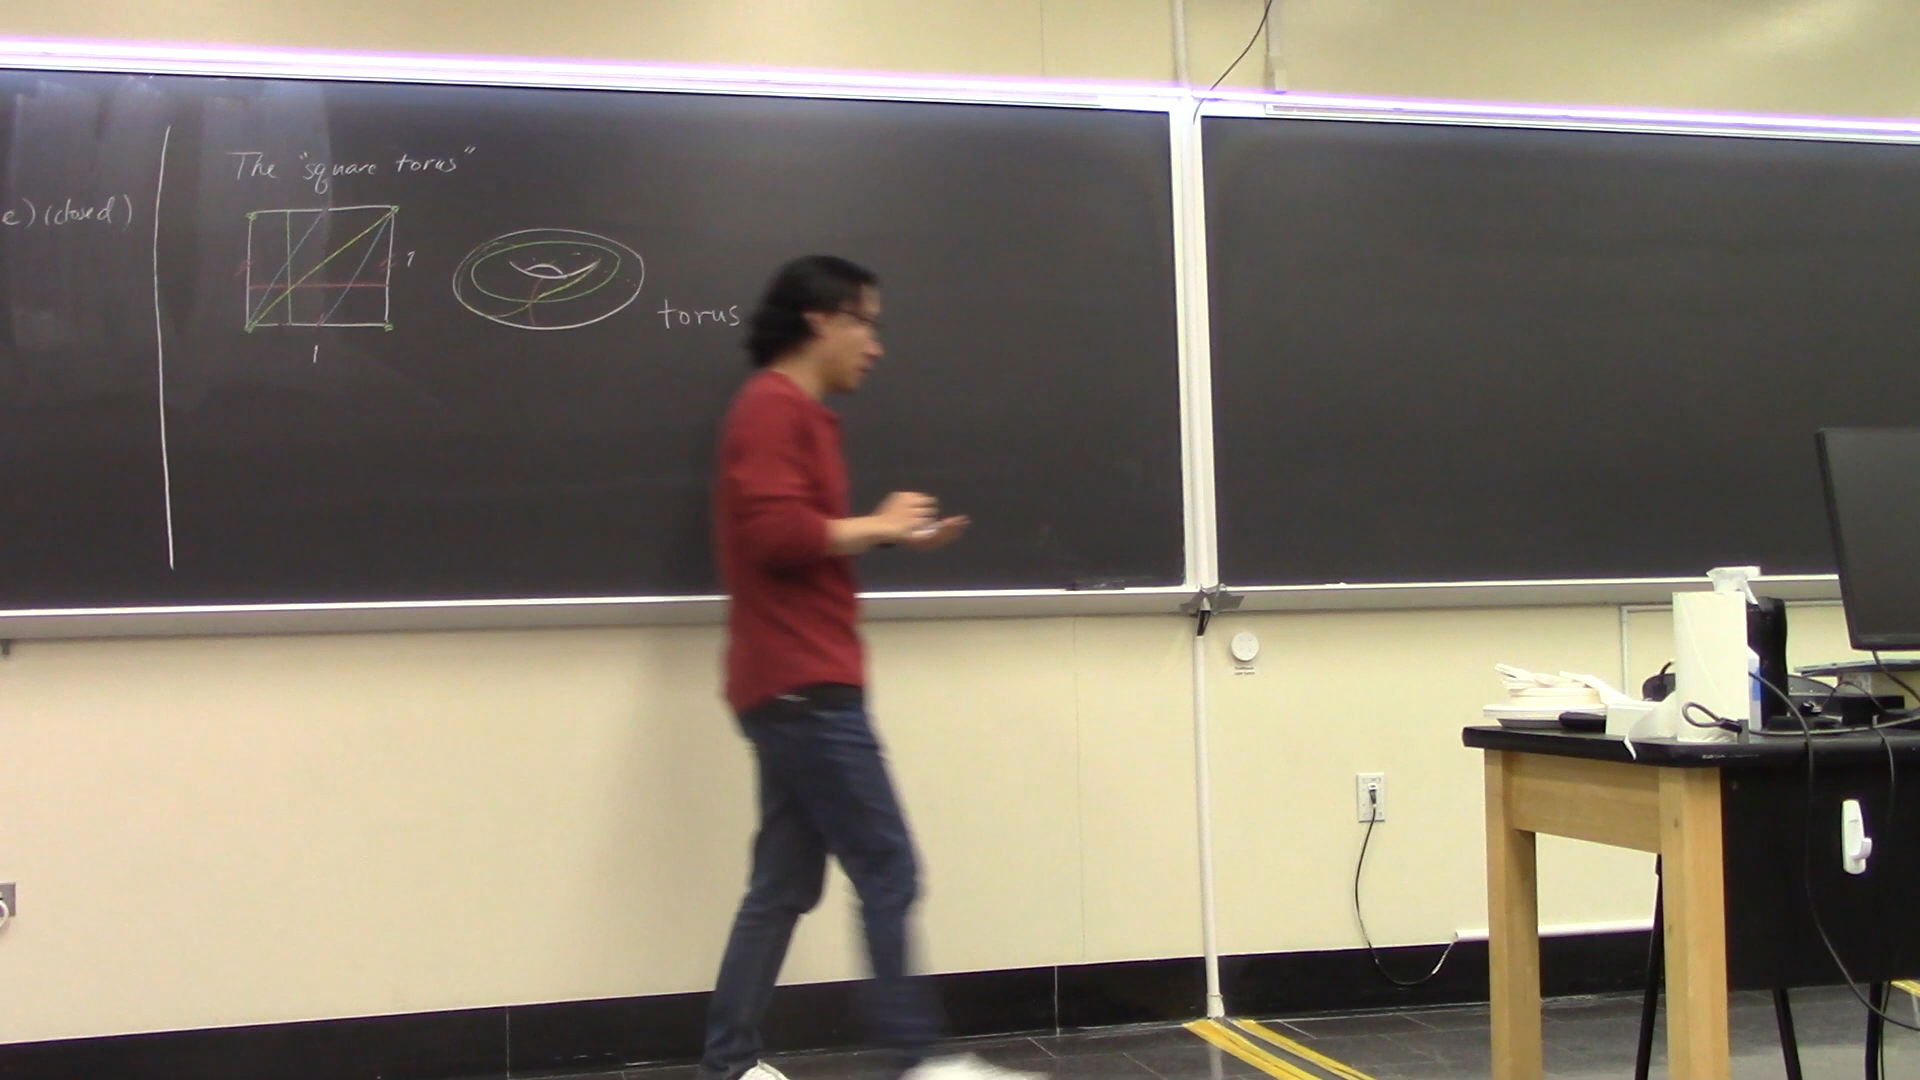 The "square torus"
e) (closed)
1
torus
1